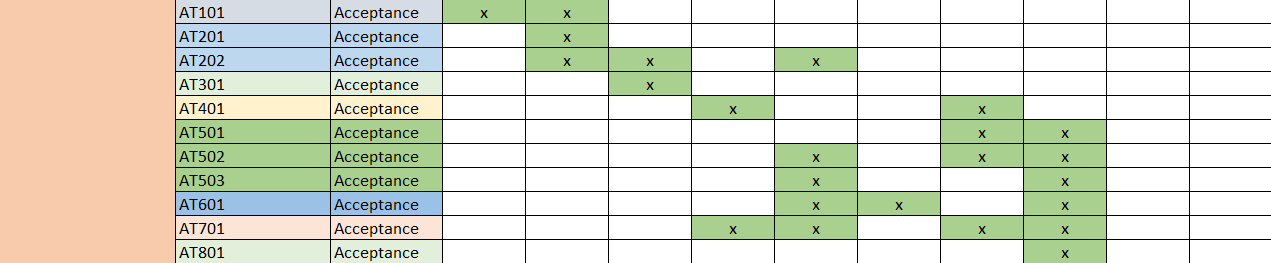 AT101 Acceptance x x
AT201 Acceptance x
AT202 Acceptance x x x
AT301 Acceptance x
AT401 Acceptance x x
AT501 Acceptance x x
AT502 Acceptance x x x
AT503 Acceptance x x
AT601 Acceptance x x x
AT701 Acceptance x x x x
AT801 Acceptance x